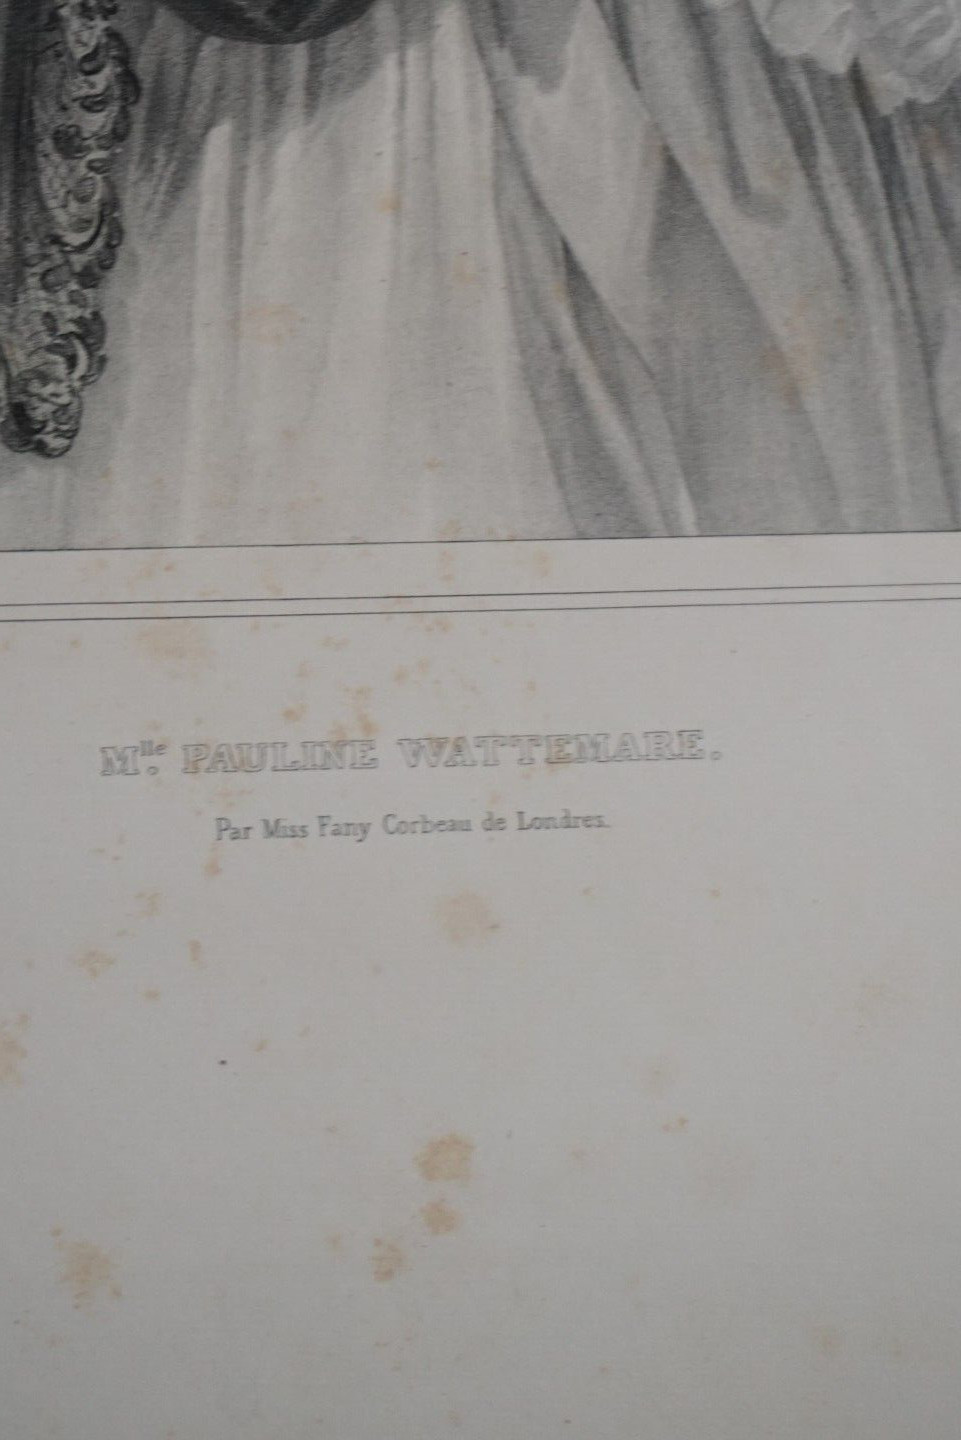 Mlle. PAULINE WATTEMARE.
Par Miss Fany Corbeau de Londres.